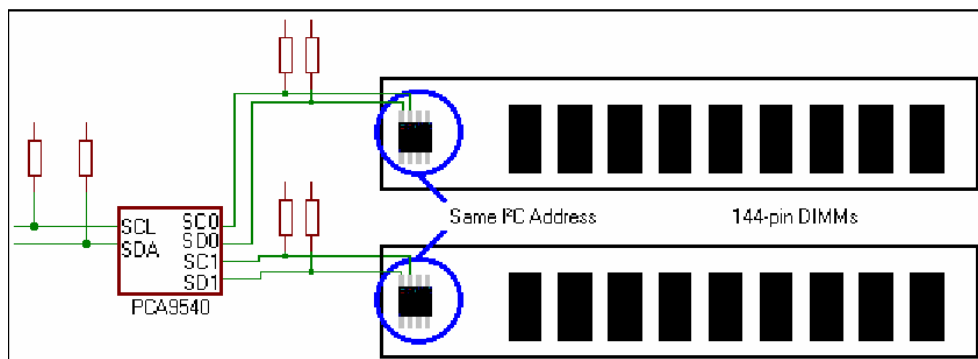 SCL
SDA
SC0
SD0
SC1
SD1
PCA9540
Same I²C Address
144-pin DIMMs